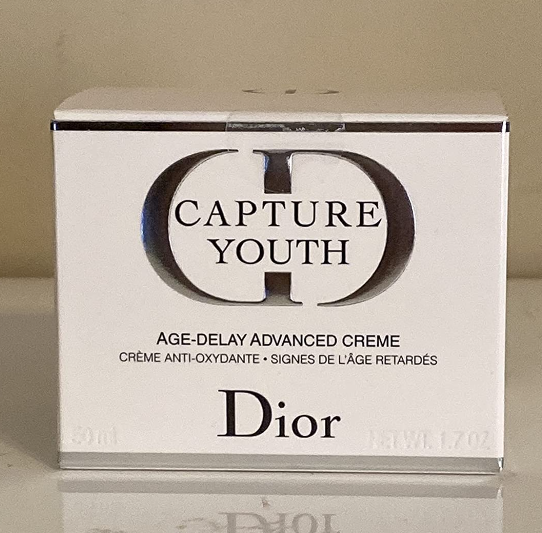 CAPTURE
YOUTH
AGE-DELAY ADVANCED CREME
CRÈME ANTI-OXYDANTE • SIGNES DE L'ÂGE RETARDÉS
Dior
50 ml NET WT. 1.7 OZ
Dior